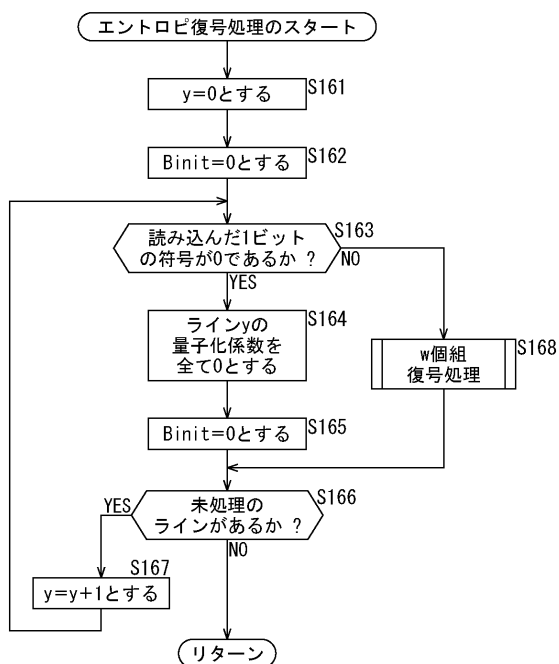 エントロピ復号処理のスタート
S161
y=0とする
S162
Binit=0とする
S163
読み込んだ1ビット
の符号が0であるか ?
NO
YES
S164
ラインyの
量子化係数を
全て0とする
S168
w個組
復号処理
S165
Binit=0とする
S166
未処理の
ラインがあるか ?
YES
NO
S167
y=y+1とする
リターン